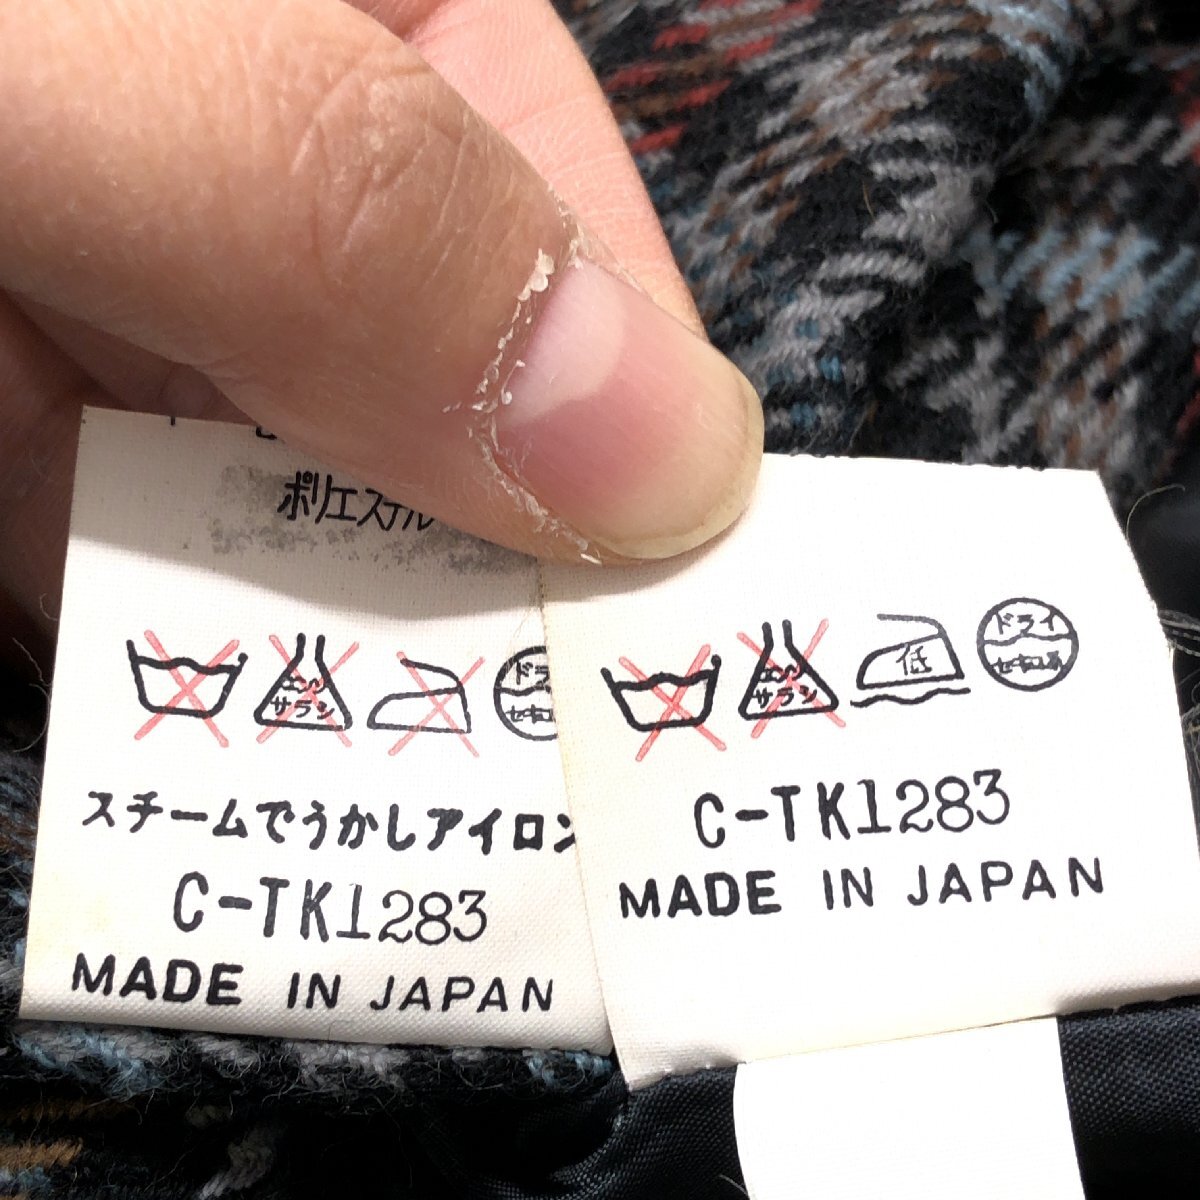 ポリエステル
エンソ
サラシ
ドラ
セキユ
スチームでうかしアイロン
C-TK1283
MADE IN JAPAN
エンソ
サラシ
低
ドライ
セキユ系
C-TK1283
MADE IN JAPAN